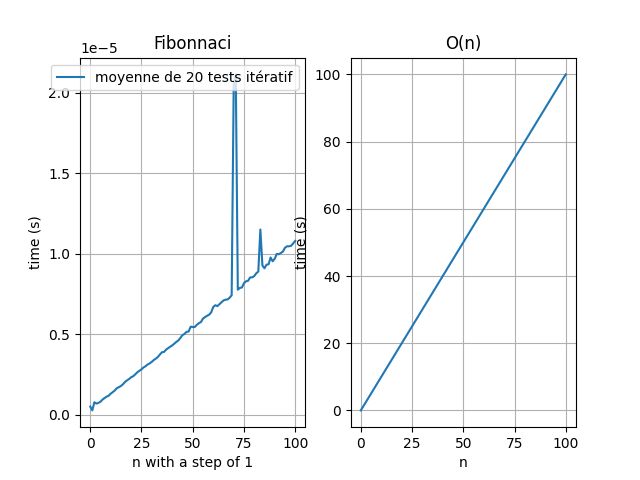 Fibonnaci
1e−5
moyenne de 20 tests itératif
2.0
1.5
1.0
0.5
0.0
time (s)
0 25 50 75 100
n with a step of 1
O(n)
100
80
60
40
20
0
time (s)
0 25 50 75 100
n